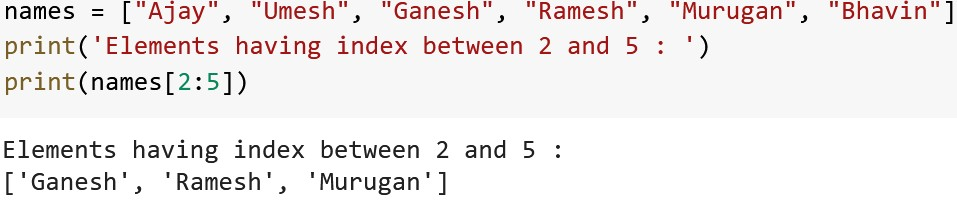 names = ["Ajay", "Umesh", "Ganesh", "Ramesh", "Murugan", "Bhavin"]
print('Elements having index between 2 and 5 : ')
print(names[2:5])
Elements having index between 2 and 5 :
['Ganesh', 'Ramesh', 'Murugan']